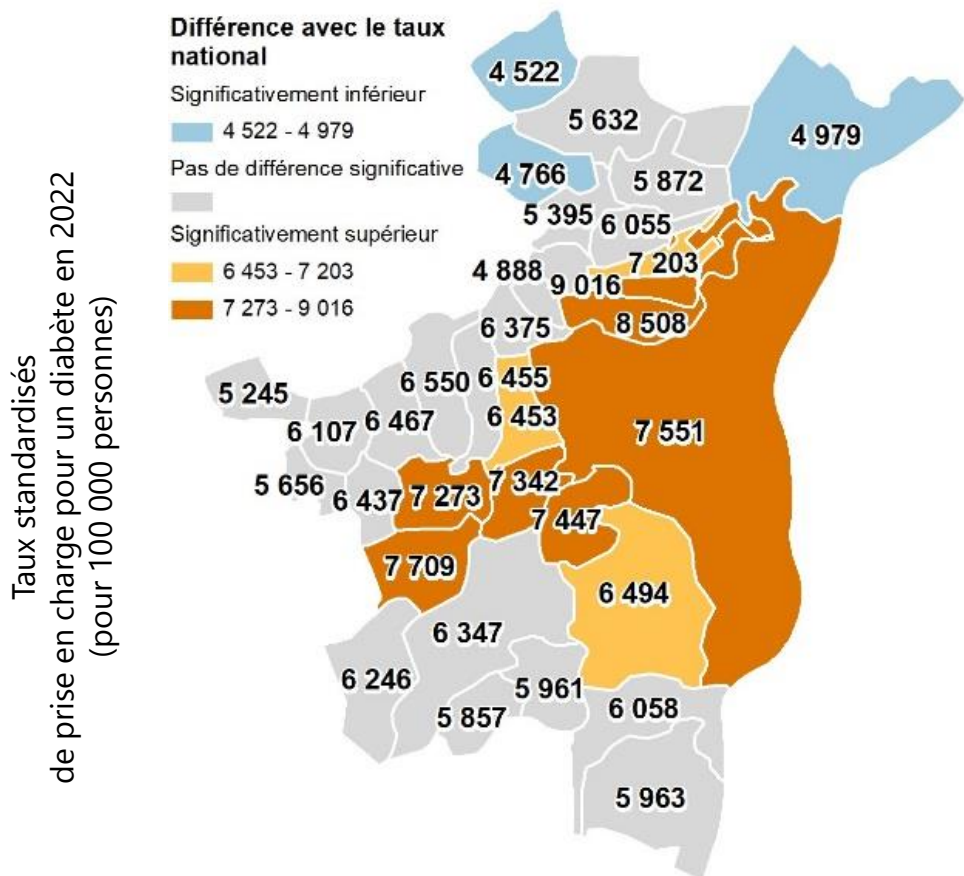 Taux standardisés
de prise en charge pour un diabète en 2022
(pour 100 000 personnes)
Différence avec le taux
national
Significativement inférieur
4 522 - 4 979
Pas de différence significative
Significativement supérieur
6 453 - 7 203
7 273 - 9 016
4 522
5 632
4 979
4 766
5 872
5 395
6 055
7 203
4 888
9 016
8 508
6 375
5 245
6 550
6 455
6 107
6 467
6 453
7 551
5 656
6 437
7 273
7 342
7 447
7 709
6 494
6 347
6 246
5 961
5 857
6 058
5 963